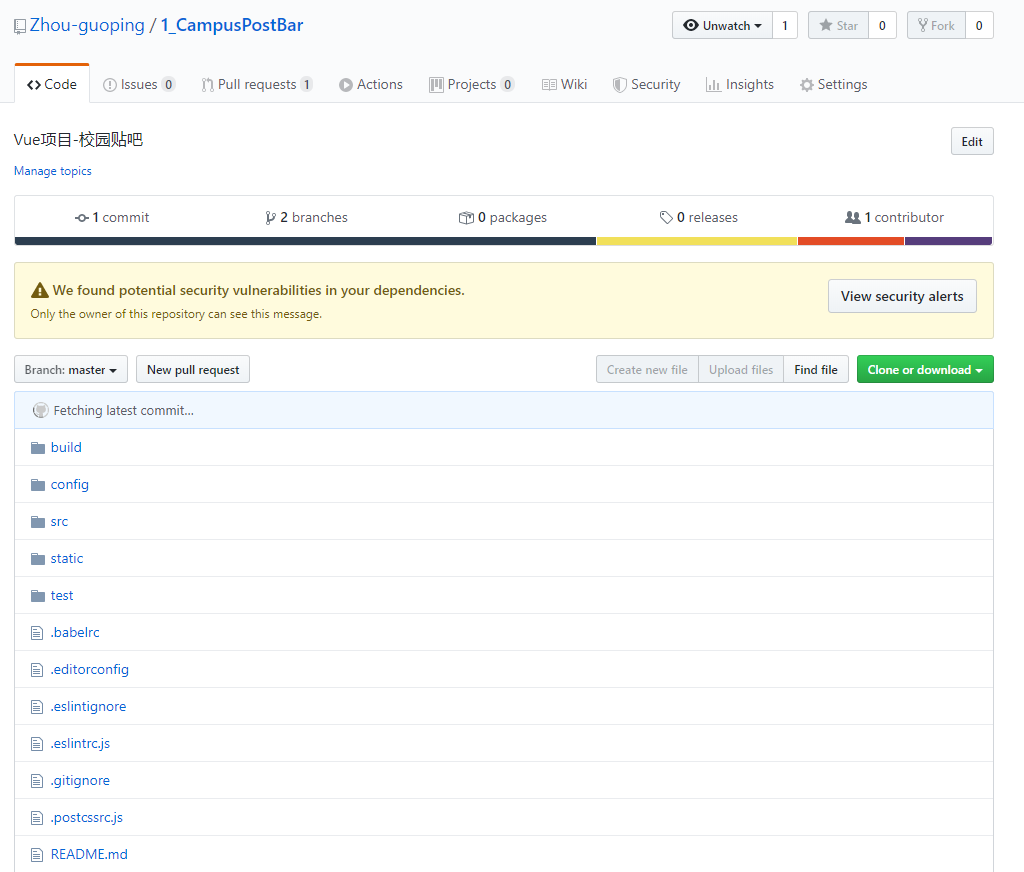 Zhou-guoping / 1_CampusPostBar Unwatch 1 Star 0 Fork 0
Code Issues 0 Pull requests 1 Actions Projects 0 Wiki Security Insights Settings
Vue项目-校园贴吧 Edit
Manage topics
1 commit 2 branches 0 packages 0 releases 1 contributor
We found potential security vulnerabilities in your dependencies.
Only the owner of this repository can see this message.
View security alerts
Branch: master New pull request Create new file Upload files Find file Clone or download
Fetching latest commit...
build
config
src
static
test
.babelrc
.editorconfig
.eslintignore
.eslintrc.js
.gitignore
.postcssrc.js
README.md